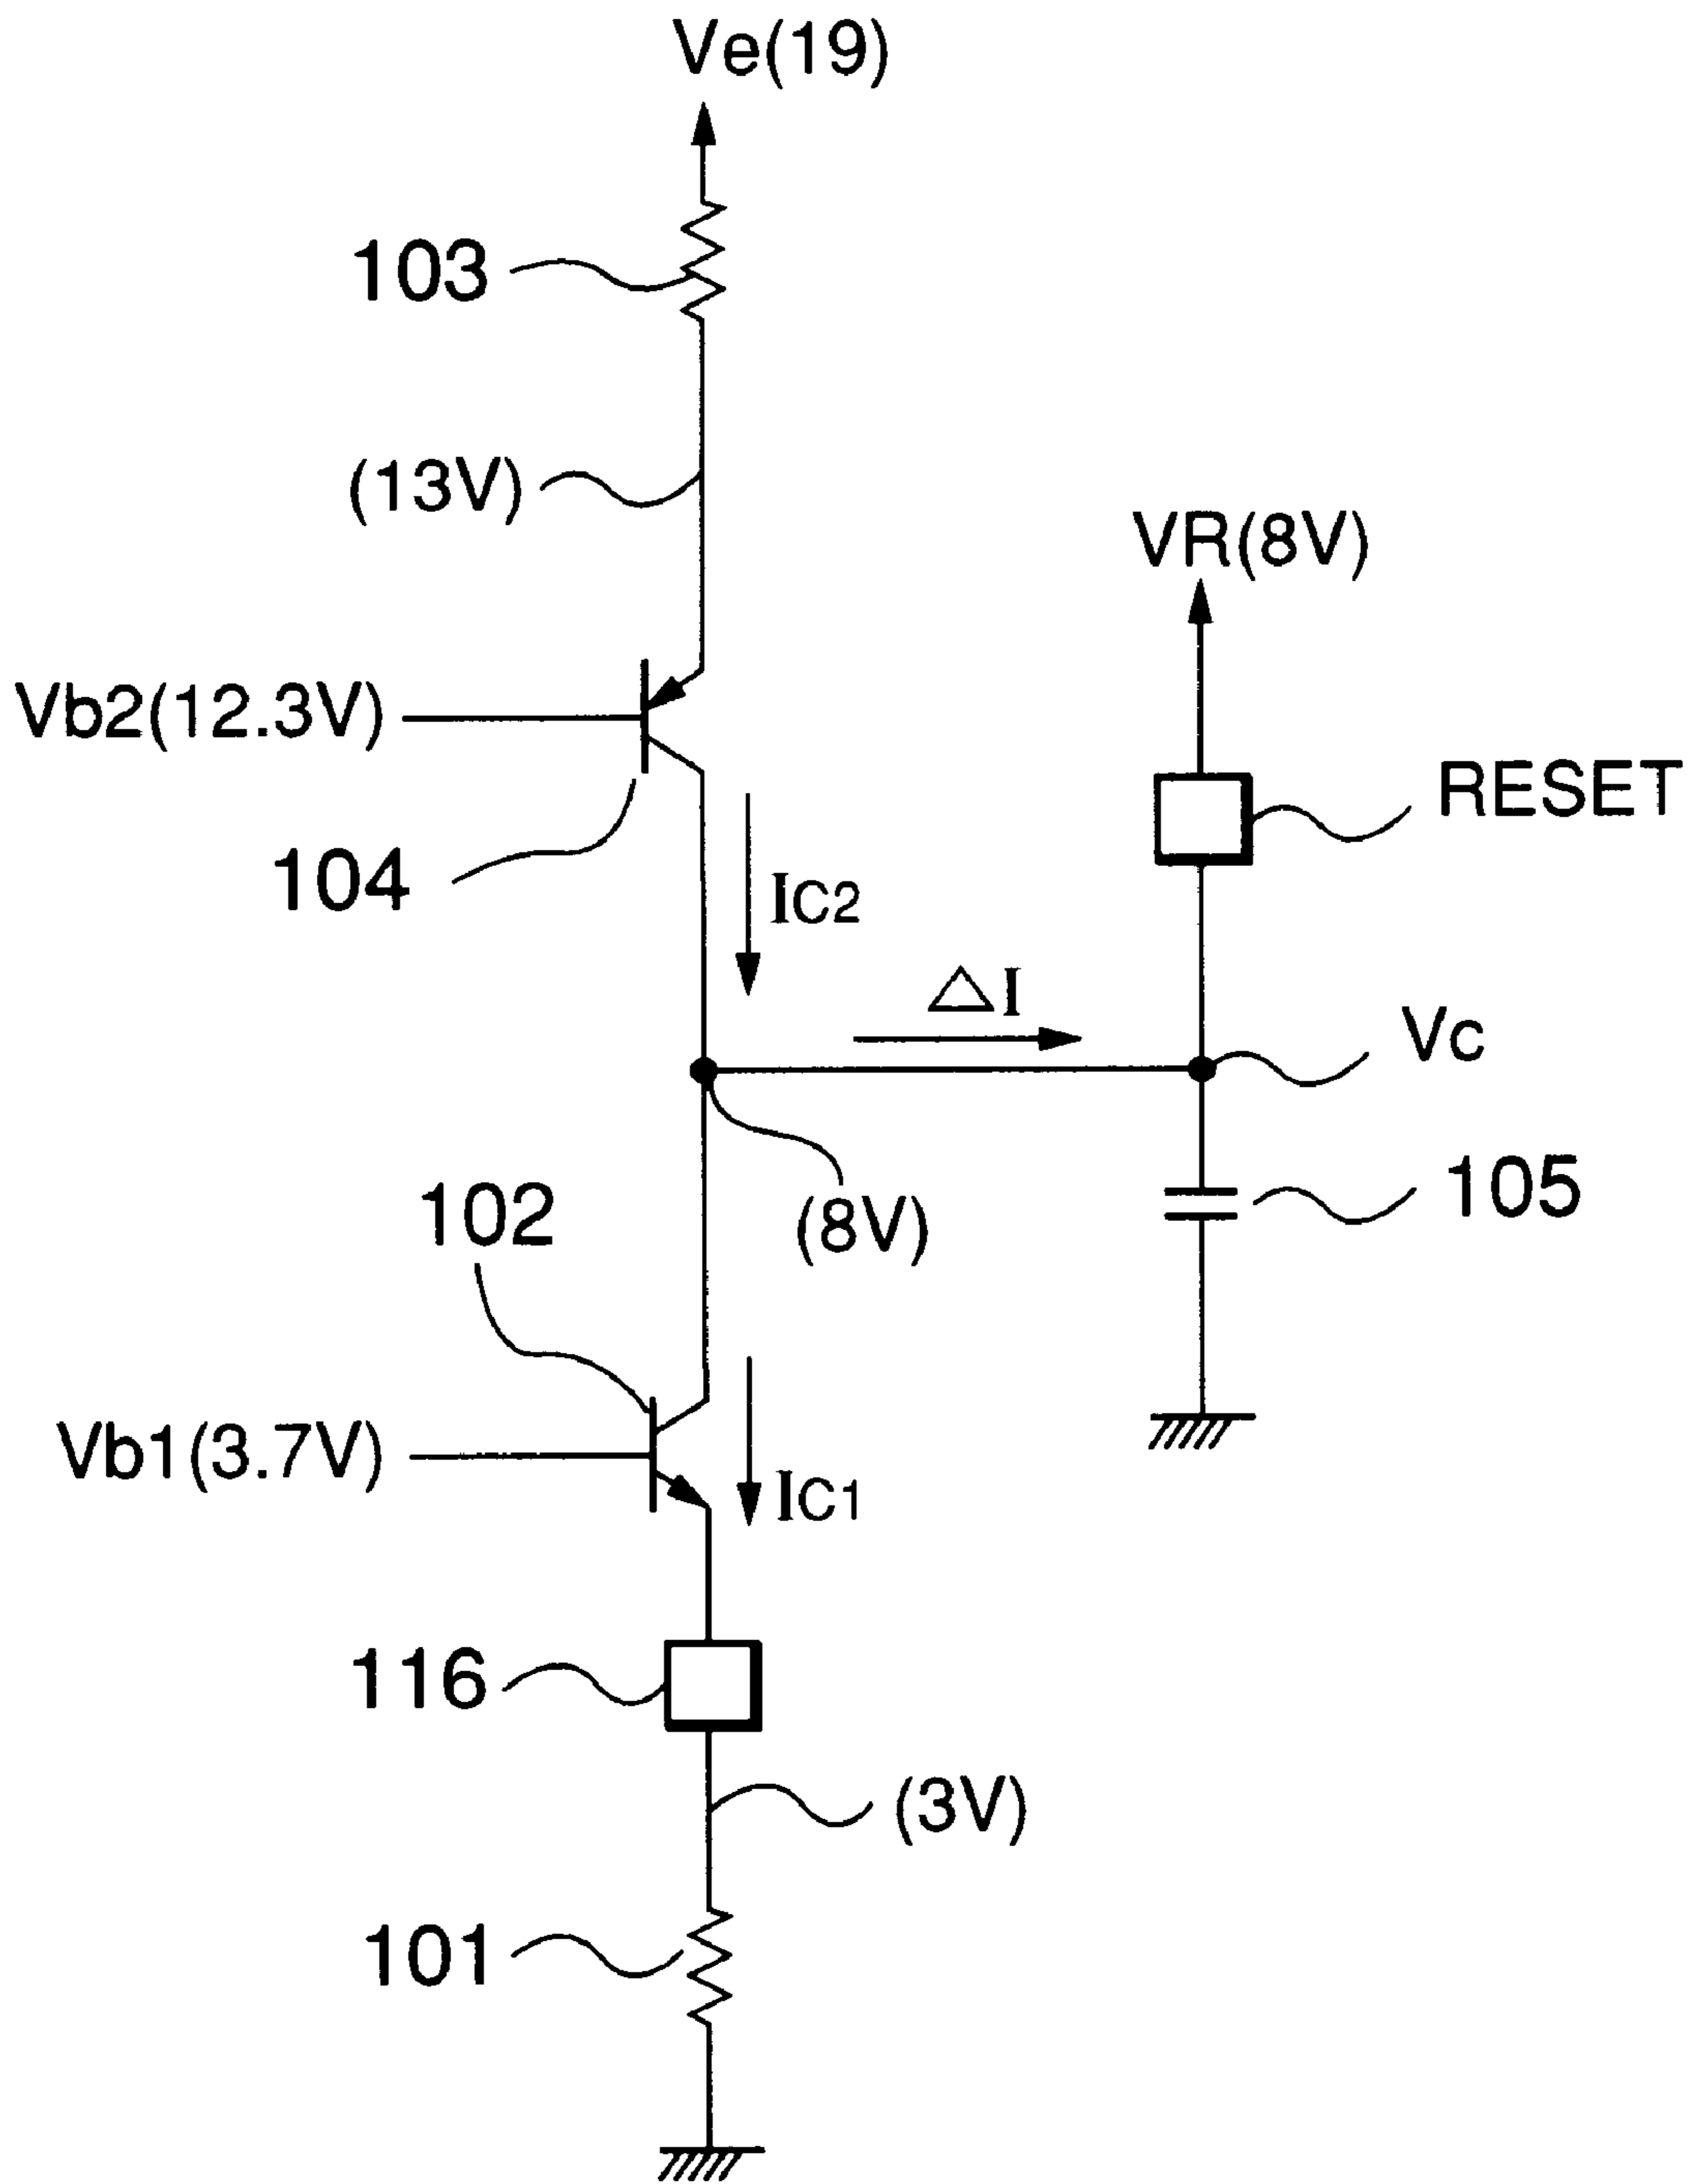 Ve(19)
103
(13V)
VR(8V)
Vb2(12.3V)
RESET
104
IC2
ΔI
Vc
102
(8V)
105
Vb1(3.7V)
IC1
116
(3V)
101